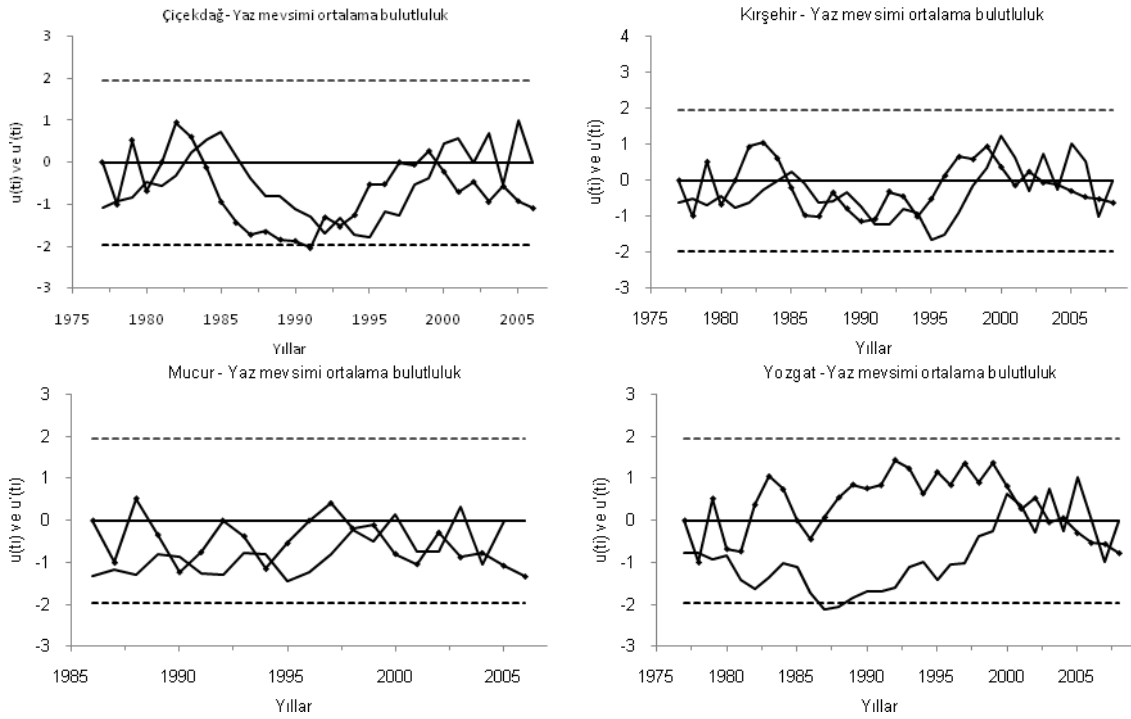 Çiçekdağ- Yaz mevsimi ortalama bulutluluk
u(ti) ve u'(ti)
3
2
1
0
-1
-2
-3
1975 1980 1985 1990 1995 2000 2005
Yıllar
Kırşehir - Yaz mevsimi ortalama bulutluluk
u(ti) ve u'(ti)
4
3
2
1
0
-1
-2
-3
1975 1980 1985 1990 1995 2000 2005
Yıllar
Mucur - Yaz mevsimi ortalama bulutluluk
u(ti) ve u'(ti)
3
2
1
0
-1
-2
-3
1985 1990 1995 2000 2005
Yıllar
Yozgat - Yaz mevsimi ortalama bulutluluk
u(ti) ve u'(ti)
3
2
1
0
-1
-2
-3
1975 1980 1985 1990 1995 2000 2005
Yıllar